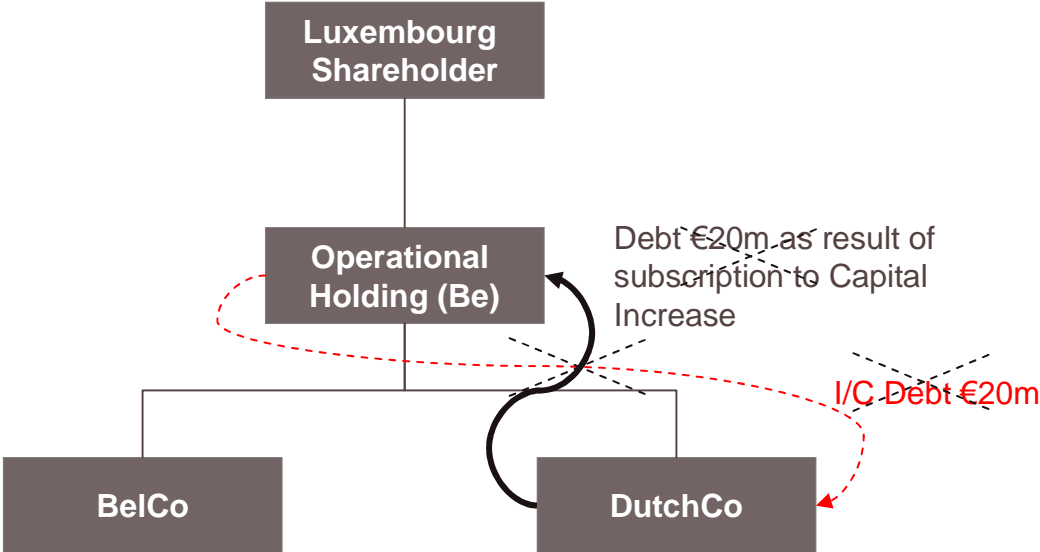 Luxembourg
Shareholder
Operational
Holding (Be)
Debt €20m as result of
subscription to Capital
Increase
I/C Debt €20m
BelCo
DutchCo